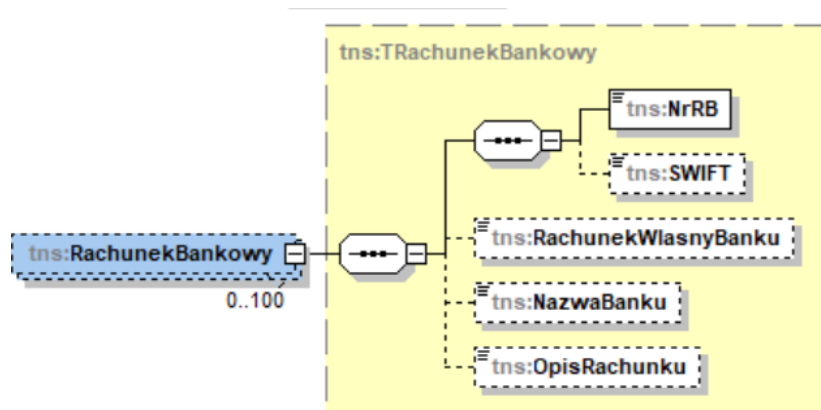 tns:TRachunekBankowy
tns:NrRB
tns:SWIFT
tns:RachunekWlasnyBanku
tns:RachunekBankowy
0..100
tns:NazwaBanku
tns:OpisRachunku